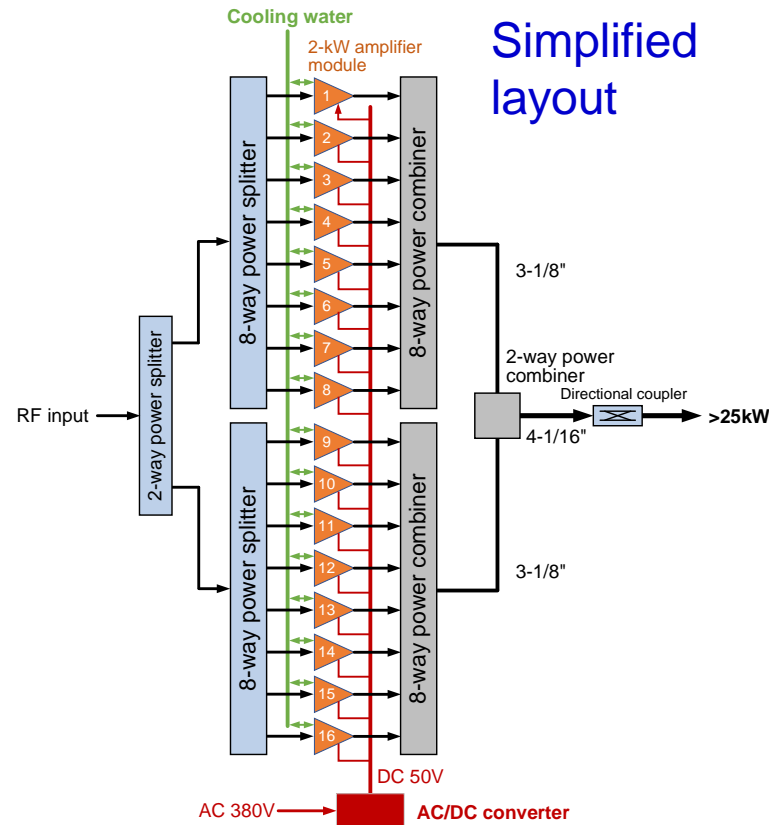 Cooling water
Simplified
layout
2-kW amplifier
module
8-way power splitter
1
2
3
4
5
6
7
8
8-way power combiner
3-1/8"
2-way power splitter
RF input
2-way power
combiner
Directional coupler
>25kW
4-1/16"
8-way power splitter
9
10
11
12
13
14
15
16
8-way power combiner
3-1/8"
DC 50V
AC 380V
AC/DC converter